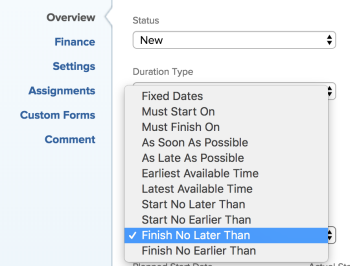 Overview
Finance
Settings
Assignments
Custom Forms
Comment
Status
New
Duration Type
Fixed Dates
Must Start On
Must Finish On
As Soon As Possible
As Late As Possible
Earliest Available Time
Latest Available Time
Start No Later Than
Start No Earlier Than
✓ Finish No Later Than
Finish No Earlier Than
Planned Start Date